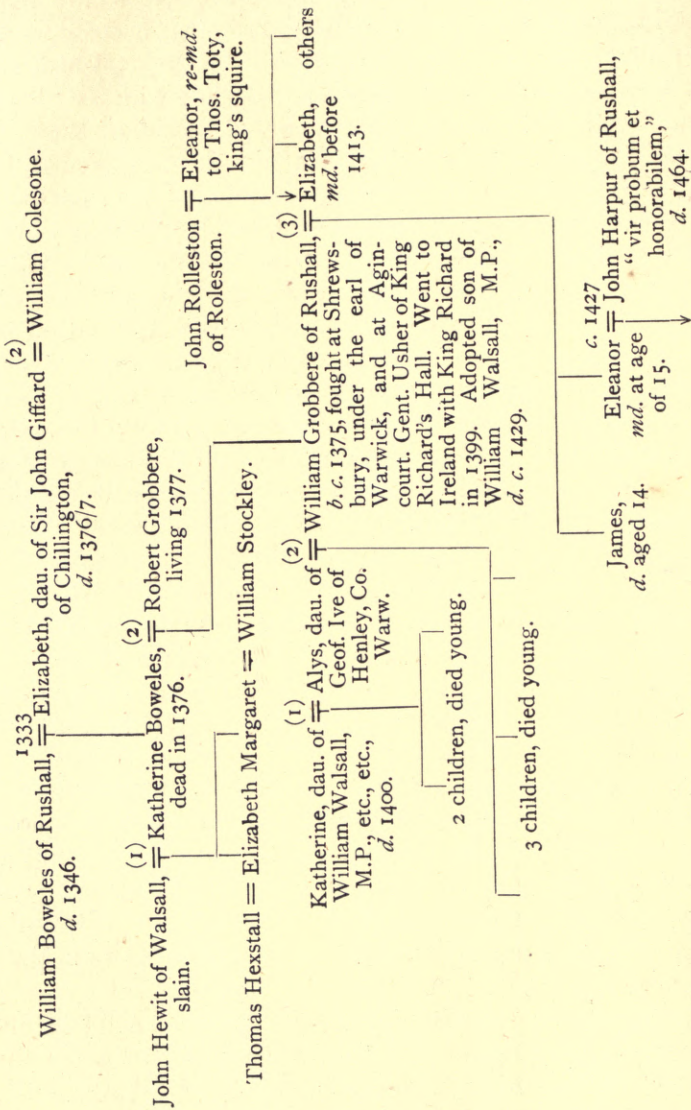 1333
(2)
William Boweles of Rushall, ╤ Elizabeth, dau. of Sir John Giffard = William Colesone.
d. 1346.
of Chillington,
d. 1376/7.
(1)
(2)
John Hewit of Walsall, ╤ Katherine Boweles, ╤ Robert Grobbere,
slain.
dead in 1376.
living 1377.
John Rolleston ╤ Eleanor, re-md.
of Roleston.
to Thos. Toty,
king's squire.
Thomas Hexstall = Elizabeth
Margaret = William Stockley.
Elizabeth,
md. before
1413.
others
(1)
(2)
(3)
Katherine, dau. of ╤ Alys, dau. of ╤ William Grobbere of Rushall, ╤
William Walsall,
M.P., etc., etc.,
d. 1400.
Geof. Ive of
Henley, Co.
Warw.
b. c. 1375, fought at Shrews-
bury, under the earl of
Warwick, and at Agin-
court. Gent. Usher of King
Richard's Hall. Went to
Ireland with King Richard
in 1399. Adopted son of
William Walsall, M.P.,
d. c. 1429.
2 children, died young.
3 children, died young.
James,
d. aged 14.
c. 1427
Eleanor ╤ John Harpur of Rushall,
md. at age
of 15.
“ vir probum et
honorabilem,”
d. 1464.